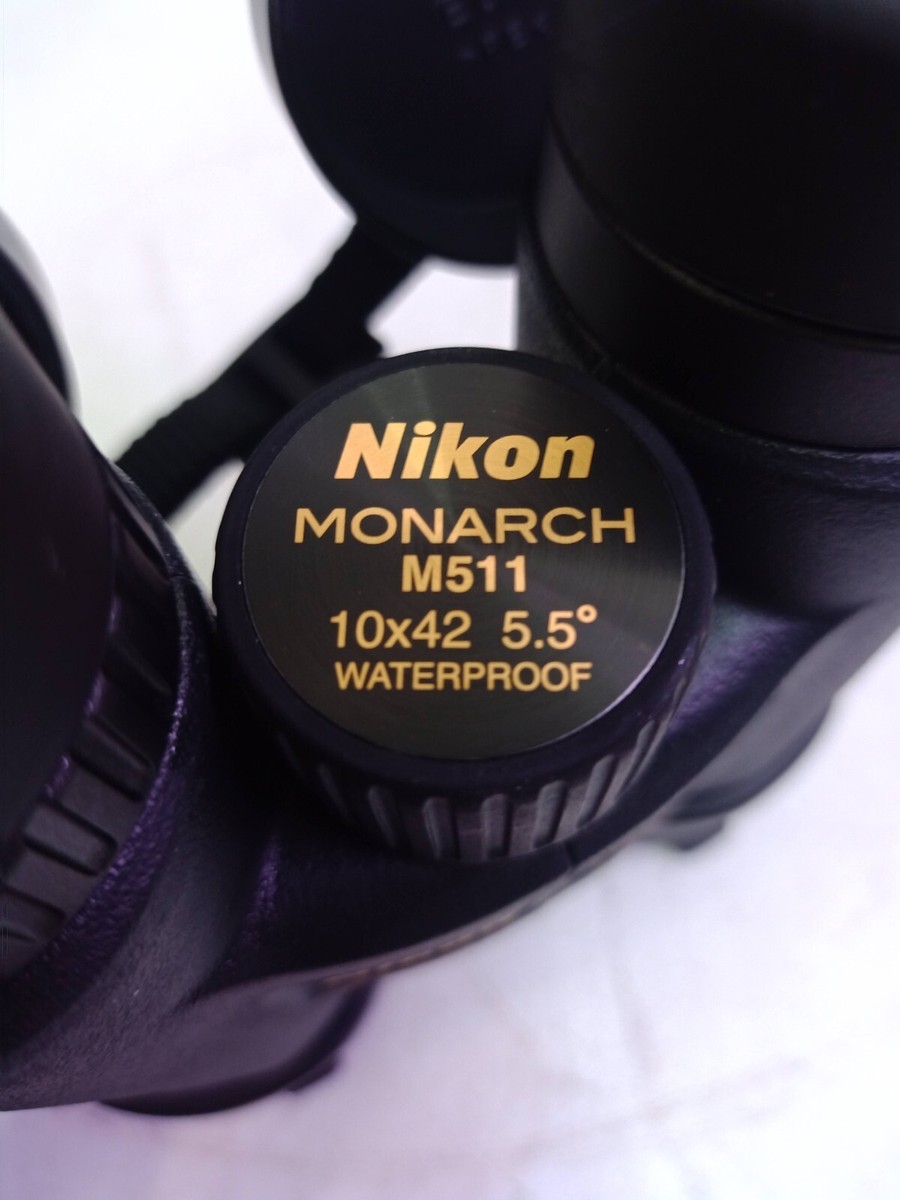 Nikon
MONARCH
M511
10x42 5.5°
WATERPROOF